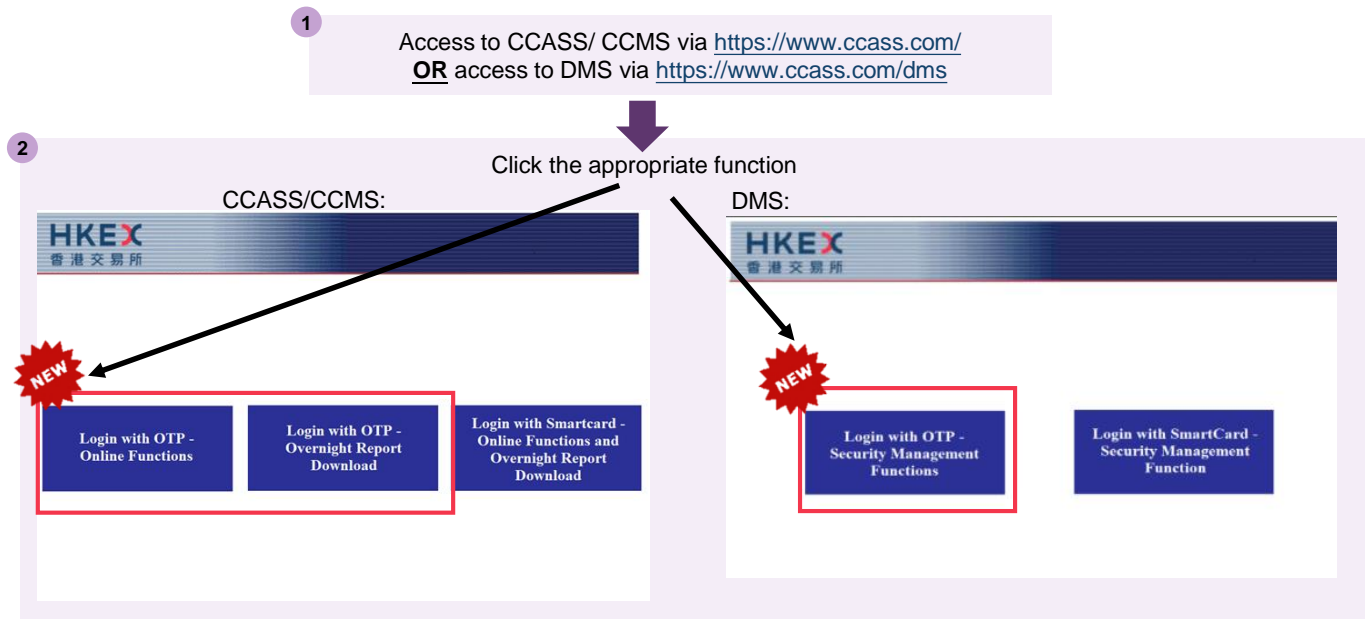 1
Access to CCASS/ CCMS via https://www.ccass.com/
OR access to DMS via https://www.ccass.com/dms
2
Click the appropriate function
CCASS/CCMS:
HKEX
香港交易所
NEW
Login with OTP -
Online Functions
Login with OTP -
Overnight Report
Download
Login with Smartcard -
Online Functions and
Overnight Report
Download
DMS:
HKEX
香港交易所
NEW
Login with OTP -
Security Management
Functions
Login with SmartCard -
Security Management
Function